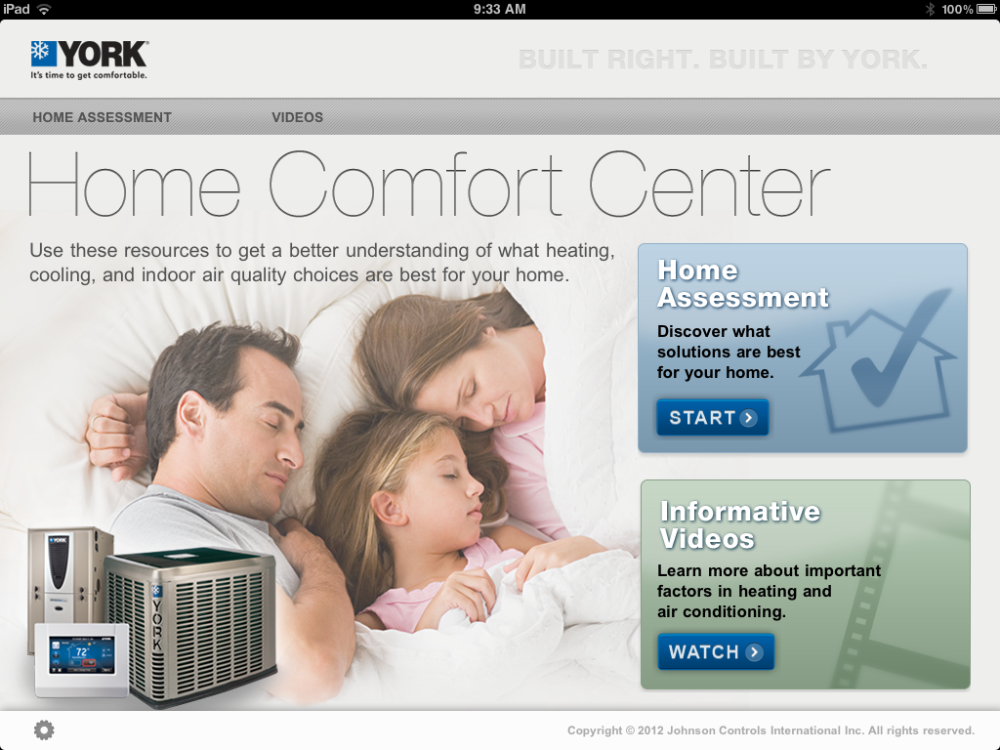 iPad 9:33 AM 100%
YORK®
It's time to get comfortable.
BUILT RIGHT. BUILT BY YORK.
HOME ASSESSMENT VIDEOS
Home Comfort Center
Use these resources to get a better understanding of what heating,
cooling, and indoor air quality choices are best for your home.
Home
Assessment
Discover what
solutions are best
for your home.
START
Informative
Videos
Learn more about important
factors in heating and
air conditioning.
WATCH
YORK
YORK
72°
Copyright © 2012 Johnson Controls International Inc. All rights reserved.